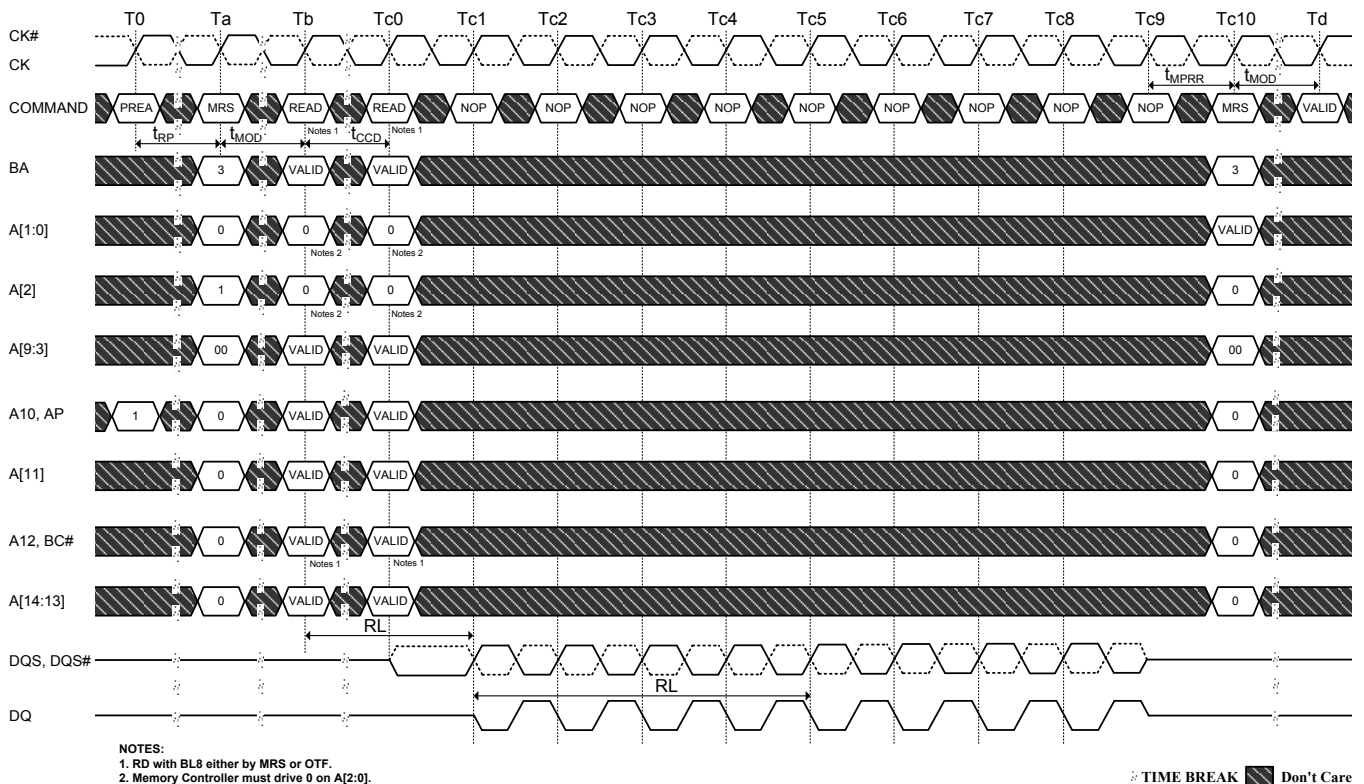 T0 Ta Tb Tc0 Tc1 Tc2 Tc3 Tc4 Tc5 Tc6 Tc7 Tc8 Tc9 Tc10 Td
CK#
CK
tMPRR tMOD
COMMAND PREA MRS READ READ NOP NOP NOP NOP NOP NOP NOP NOP NOP MRS VALID
Notes 1 Notes 1
tRP tMOD tCCD
BA 3 VALID VALID 3
A[1:0] 0 0 0 VALID
Notes 2 Notes 2
A[2] 1 0 0 0
Notes 2 Notes 2
A[9:3] 00 VALID VALID 00
A10, AP 1 0 VALID VALID 0
A[11] 0 VALID VALID 0
A12, BC# 0 VALID VALID 0
Notes 1 Notes 1
A[14:13] 0 VALID VALID 0
RL
DQS, DQS#
RL
DQ
NOTES:
1. RD with BL8 either by MRS or OTF.
2. Memory Controller must drive 0 on A[2:0].
TIME BREAK Don't Care